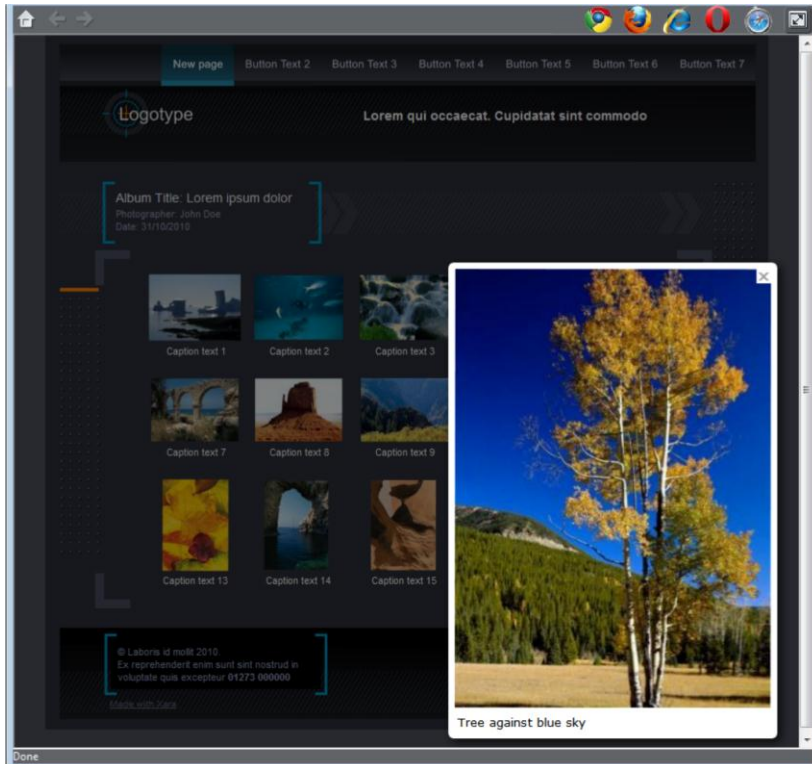 New page
Button Text 2
Button Text 3
Button Text 4
Button Text 5
Button Text 6
Button Text 7
Logotype
Lorem qui occaecat. Cupidatat sint commodo
Album Title: Lorem ipsum dolor
Photographer: John Doe
Date: 31/10/2010
Caption text 1
Caption text 2
Caption text 3
Caption text 7
Caption text 8
Caption text 9
Caption text 13
Caption text 14
Caption text 15
Tree against blue sky
© Laboris id mollit 2010.
Ex reprehenderit enim sunt sint nostrud in
voluptate quis excepteur 01273 000000
Made with Xara
Done